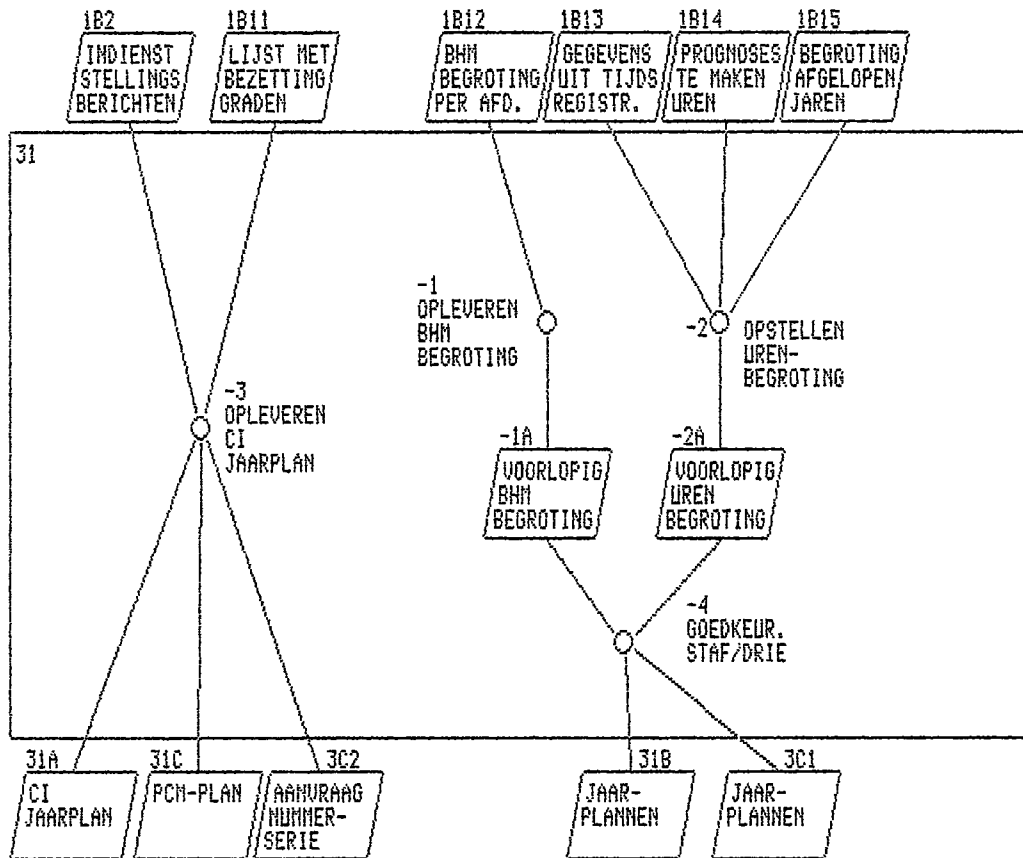 1B2
1B11
1B12
1B13
1B14
1B15
INDIENST
STELLINGS
BERICHTEN
LIJST MET
BEZETTING
GRADEN
BHM
BEGROTING
PER AFD.
GEGEVENS
UIT TIJDS
REGISTR.
PROGNOSES
TE MAKEN
UREN
BEGROTING
AFGELOPEN
JAREN
31
-1
OPLEVEREN
BHM
BEGROTING
-2
OPSTELLEN
UREN-
BEGROTING
-3
OPLEVEREN
CI
JAARPLAN
-1A
VOORLOPIG
BHM
BEGROTING
-2A
VOORLOPIG
UREN
BEGROTING
-4
GOEDKEUR.
STAF/DRIE
31A
31C
3C2
31B
3C1
CI
JAARPLAN
PCM-PLAN
AANVRAAG
NUMMER-
SERIE
JAAR-
PLANNEN
JAAR-
PLANNEN